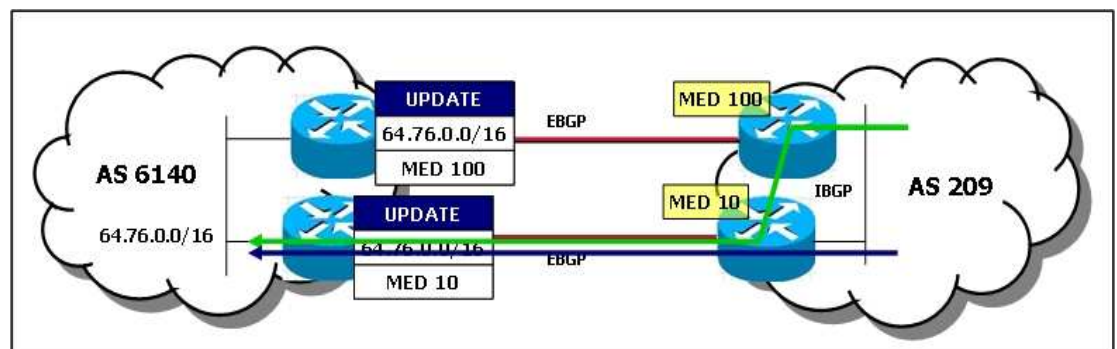 UPDATE
64.76.0.0/16
MED 100
EBGP
MED 100
AS 6140
IBGP
AS 209
MED 10
64.76.0.0/16
UPDATE
64.76.0.0/16
MED 10
EBGP